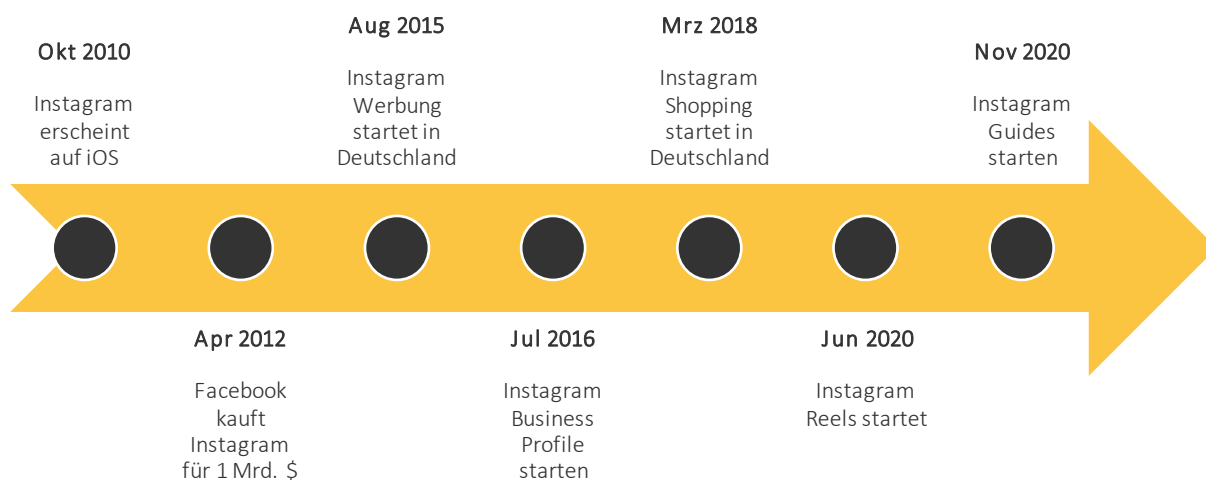 Okt 2010
Instagram
erscheint
auf iOS
Apr 2012
Facebook
kauft
Instagram
für 1 Mrd. $
Aug 2015
Instagram
Werbung
startet in
Deutschland
Jul 2016
Instagram
Business
Profile
starten
Mrz 2018
Instagram
Shopping
startet in
Deutschland
Jun 2020
Instagram
Reels startet
Nov 2020
Instagram
Guides
starten